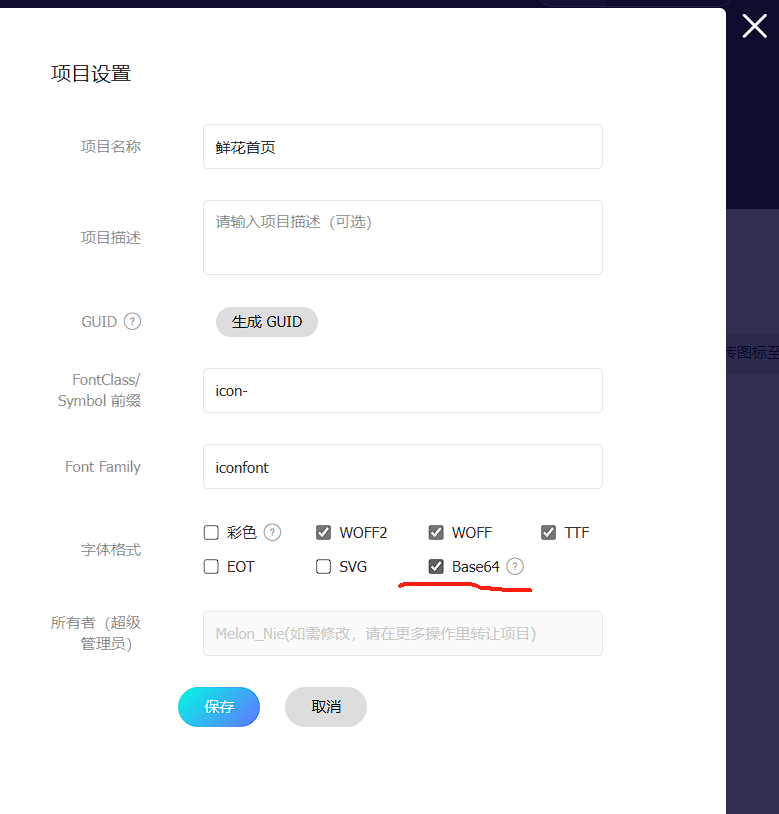 项目设置
项目名称
鲜花首页
项目描述
请输入项目描述（可选）
GUID ?
生成 GUID
FontClass/
Symbol 前缀
icon-
Font Family
iconfont
字体格式
彩色 ? WOFF2 WOFF TTF
EOT SVG Base64 ?
所有者（超级
管理员）
Melon_Nie(如需修改，请在更多操作里转让项目)
保存 取消
传图标至